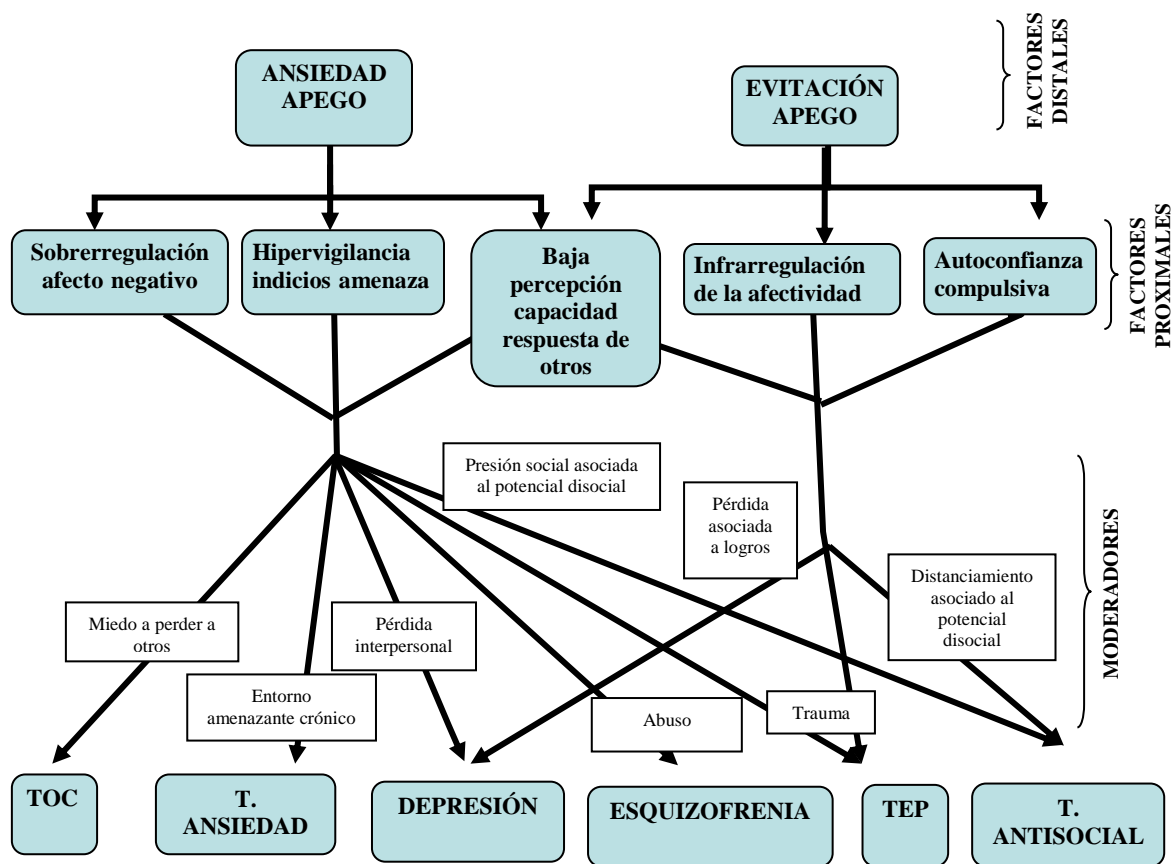 ANSIEDAD
APEGO
EVITACIÓN
APEGO
FACTORES
DISTALES
Sobrerregulación
afecto negativo
Hipervigilancia
indicios amenaza
Baja
percepción
capacidad
respuesta de
otros
Infrarregulación
de la afectividad
Autoconfianza
compulsiva
FACTORES
PROXIMALES
Presión social asociada
al potencial disocial
Pérdida
asociada
a logros
Distanciamiento
asociado al
potencial
disocial
MODERADORES
Miedo a perder a
otros
Pérdida
interpersonal
Entorno
amenazante crónico
Abuso
Trauma
TOC
T.
ANSIEDAD
DEPRESIÓN
ESQUIZOFRENIA
TEP
T.
ANTISOCIAL